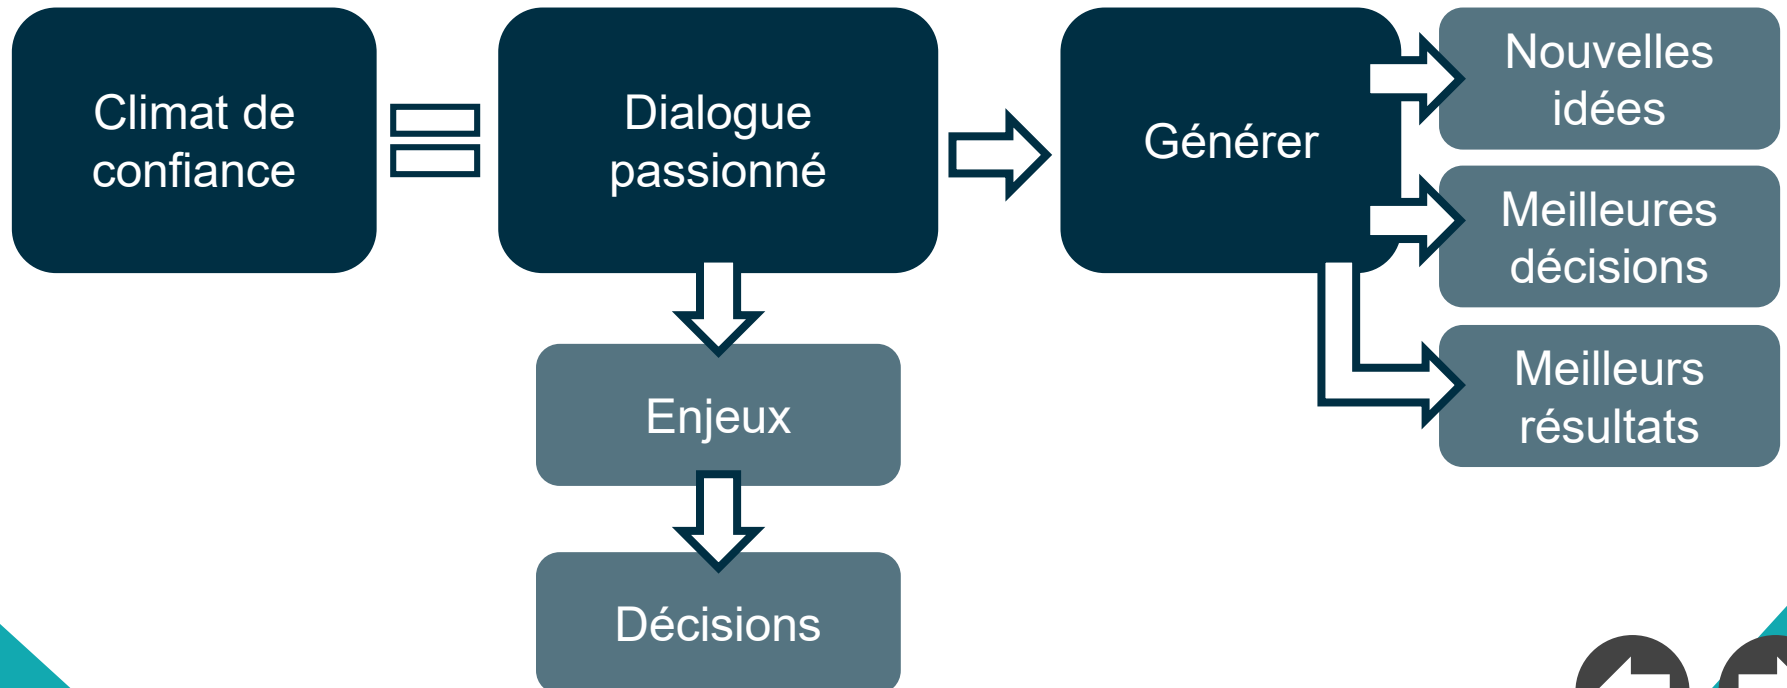 Climat de
confiance
Dialogue
passionné
Générer
Nouvelles
idées
Meilleures
décisions
Meilleurs
résultats
Enjeux
Décisions